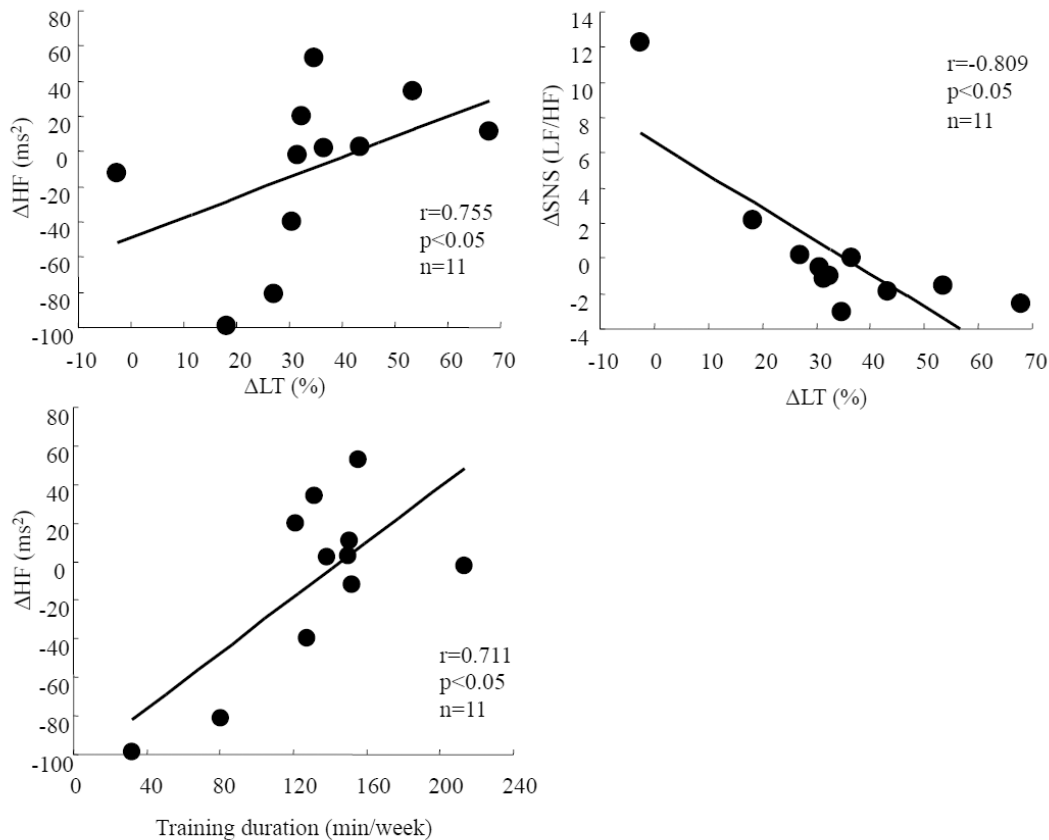 80
60
40
20
0
-20
-40
-60
-80
-100
ΔHF (ms²)
r=0.755
p<0.05
n=11
-10 0 10 20 30 40 50 60 70
ΔLT (%)
14
12
10
8
6
4
2
0
-2
-4
ΔSNS (LF/HF)
r=-0.809
p<0.05
n=11
-10 0 10 20 30 40 50 60 70
ΔLT (%)
80
60
40
20
0
-20
-40
-60
-80
-100
ΔHF (ms²)
r=0.711
p<0.05
n=11
0 40 80 120 160 200 240
Training duration (min/week)